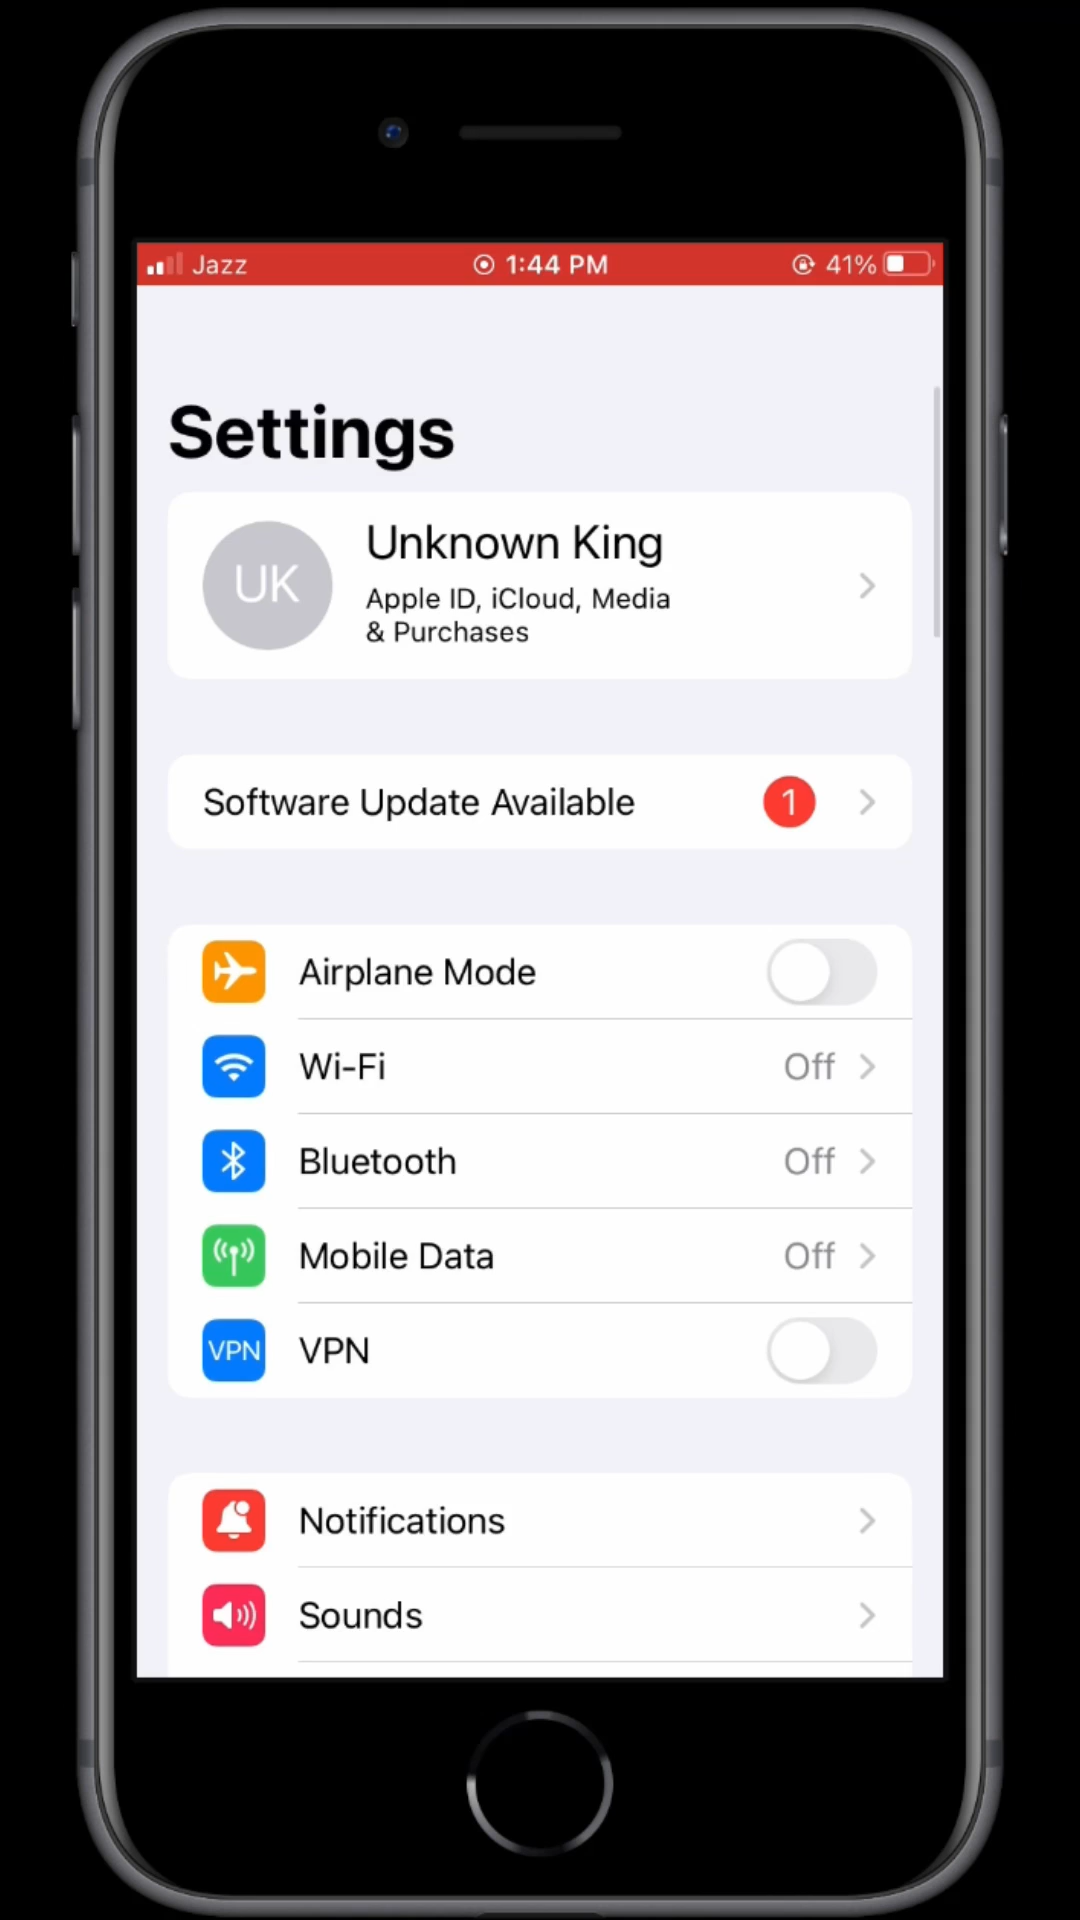 Jazz 1:44 PM 41%
Settings
UK
Unknown King
Apple ID, iCloud, Media
& Purchases
Software Update Available 1
Airplane Mode
Wi-Fi Off
Bluetooth Off
Mobile Data Off
VPN VPN
Notifications
Sounds